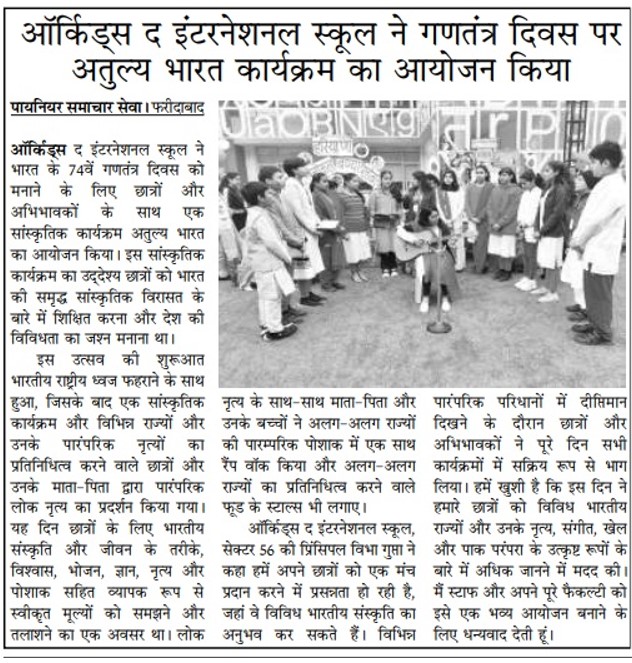 ऑर्किड्स द इंटरनेशनल स्कूल ने गणतंत्र दिवस पर
अतुल्य भारत कार्यक्रम का आयोजन किया
पायनियर समाचार सेवा। फरीदाबाद
ऑर्किड्स द इंटरनेशनल स्कूल ने
भारत के 74वें गणतंत्र दिवस को
मनाने के लिए छात्रों और
अभिभावकों के साथ एक
सांस्कृतिक कार्यक्रम अतुल्य भारत
का आयोजन किया। इस सांस्कृतिक
कार्यक्रम का उद्देश्य छात्रों को भारत
की समृद्ध सांस्कृतिक विरासत के
बारे में शिक्षित करना और देश की
विविधता का जश्न मनाना था।
इस उत्सव की शुरूआत
भारतीय राष्ट्रीय ध्वज फहराने के साथ
हुआ, जिसके बाद एक सांस्कृतिक
कार्यक्रम और विभिन्न राज्यों और
उनके पारंपरिक नृत्यों का
प्रतिनिधित्व करने वाले छात्रों और
उनके माता-पिता द्वारा पारंपरिक
लोक नृत्य का प्रदर्शन किया गया।
यह दिन छात्रों के लिए भारतीय
संस्कृति और जीवन के तरीके,
विश्वास, भोजन, ज्ञान, नृत्य और
पोशाक सहित व्यापक रूप से
स्वीकृत मूल्यों को समझने और
तलाशने का एक अवसर था। लोक
हरियाणा
नृत्य के साथ-साथ माता-पिता और
उनके बच्चों ने अलग-अलग राज्यों
की पारम्परिक पोशाक में एक साथ
रैंप वॉक किया और अलग-अलग
राज्यों का प्रतिनिधित्व करने वाले
फूड के स्टाल्स भी लगाए।
ऑर्किड्स द इंटरनेशनल स्कूल,
सेक्टर 56 की प्रिंसिपल विभा गुप्ता ने
कहा हमें अपने छात्रों को एक मंच
प्रदान करने में प्रसन्नता हो रही है,
जहां वे विविध भारतीय संस्कृति का
अनुभव कर सकते हैं। विभिन्न
पारंपरिक परिधानों में दीप्तिमान
दिखने के दौरान छात्रों और
अभिभावकों ने पूरे दिन सभी
कार्यक्रमों में सक्रिय रूप से भाग
लिया। हमें खुशी है कि इस दिन ने
हमारे छात्रों को विविध भारतीय
राज्यों और उनके नृत्य, संगीत, खेल
और पाक परंपरा के उत्कृष्ट रूपों के
बारे में अधिक जानने में मदद की।
मैं स्टाफ और अपने पूरे फैकल्टी को
इसे एक भव्य आयोजन बनाने के
लिए धन्यवाद देती हूं।